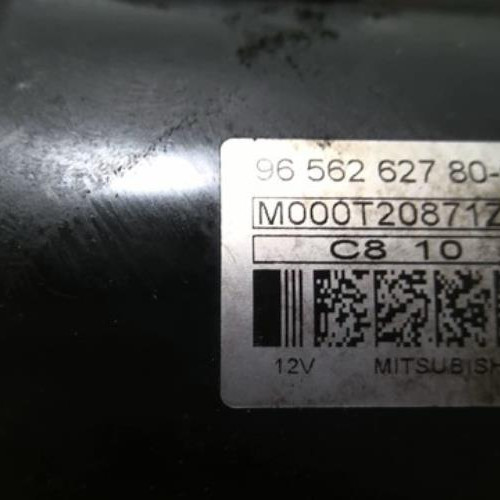 96 562 627 80-
M000T20871Z
C8 10
12V MITSUBISH